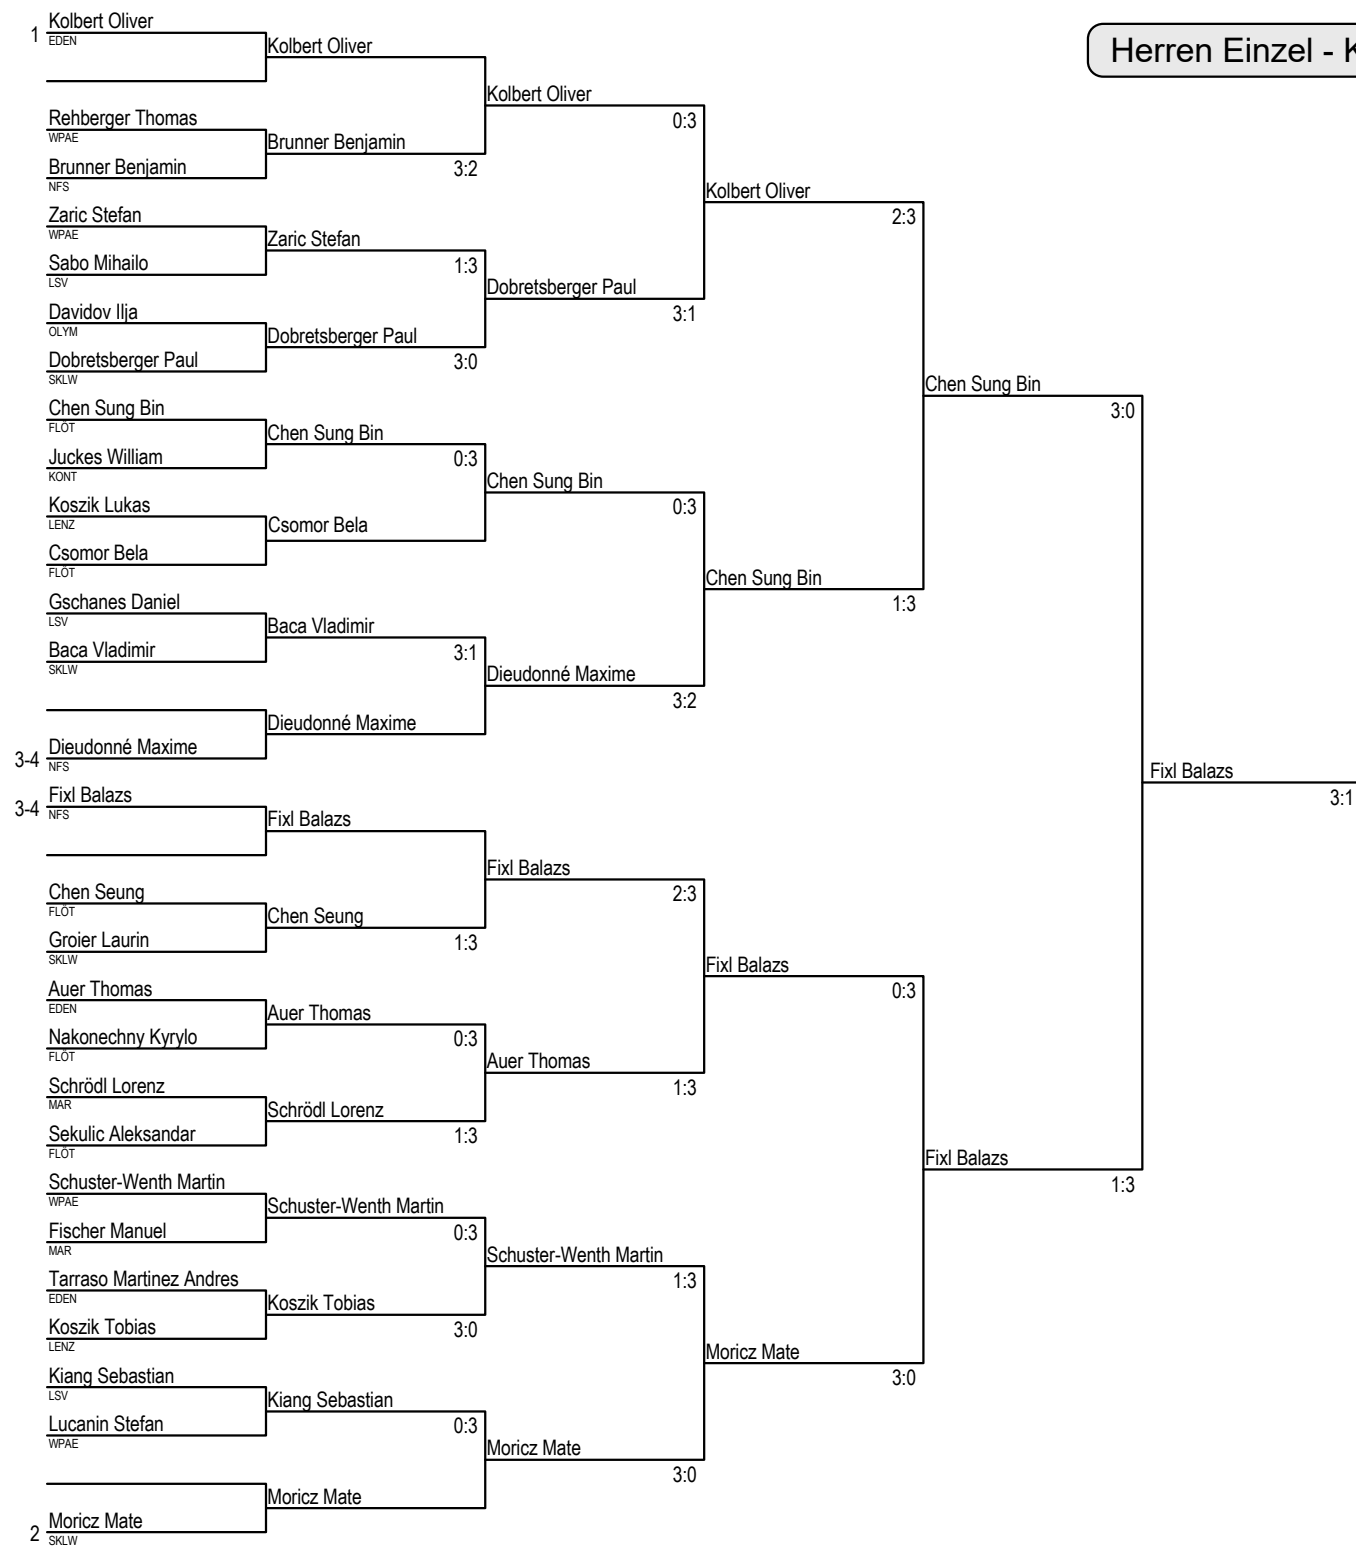 Kolbert Oliver
1
EDEN
Kolbert Oliver
Herren Einzel - K
Kolbert Oliver
0:3
Rehberger Thomas
WPAE
Brunner Benjamin
3:2
Brunner Benjamin
NFS
Kolbert Oliver
2:3
Zaric Stefan
WPAE
Zaric Stefan
1:3
Sabo Mihailo
LSV
Dobretsberger Paul
3:1
Davidov Ilja
OLYM
Dobretsberger Paul
3:0
Dobretsberger Paul
SKLW
Chen Sung Bin
3:0
Chen Sung Bin
FLÖT
Chen Sung Bin
0:3
Juckes William
KONT
Chen Sung Bin
0:3
Koszik Lukas
LENZ
Csomor Bela
Csomor Bela
FLÖT
Chen Sung Bin
1:3
Gschanes Daniel
LSV
Baca Vladimir
3:1
Baca Vladimir
SKLW
Dieudonné Maxime
3:2
Dieudonné Maxime
3-4
Dieudonné Maxime
NFS
Fixl Balazs
3:1
3-4
Fixl Balazs
NFS
Fixl Balazs
Fixl Balazs
2:3
Chen Seung
FLÖT
Chen Seung
1:3
Groier Laurin
SKLW
Fixl Balazs
0:3
Auer Thomas
EDEN
Auer Thomas
0:3
Nakonechny Kyrylo
FLÖT
Auer Thomas
1:3
Schrödl Lorenz
MAR
Schrödl Lorenz
1:3
Sekulic Aleksandar
FLÖT
Fixl Balazs
1:3
Schuster-Wenth Martin
WPAE
Schuster-Wenth Martin
0:3
Fischer Manuel
MAR
Schuster-Wenth Martin
1:3
Tarraso Martinez Andres
EDEN
Koszik Tobias
3:0
Koszik Tobias
LENZ
Moricz Mate
3:0
Kiang Sebastian
LSV
Kiang Sebastian
0:3
Lucanin Stefan
WPAE
Moricz Mate
3:0
Moricz Mate
Moricz Mate
2
SKLW